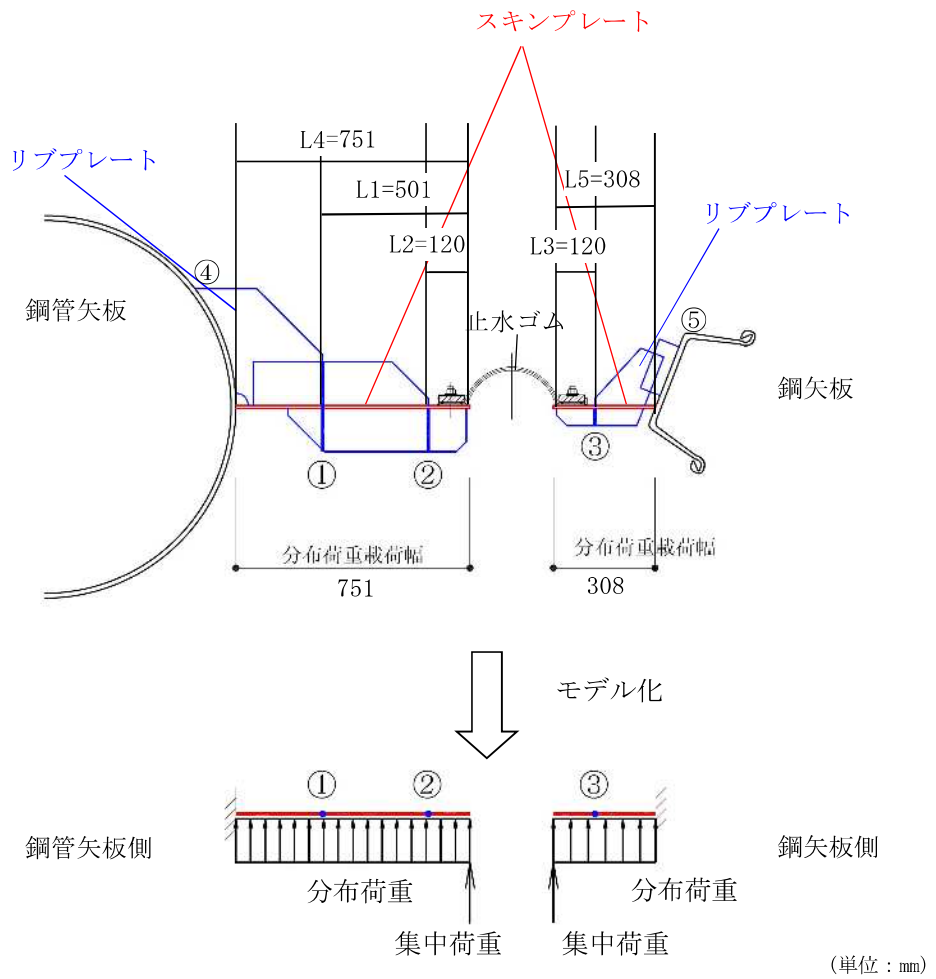 スキンプレート
リブプレート
L4=751
L1=501
L5=308
リブプレート
L2=120
L3=120
④
鋼管矢板
止水ゴム
⑤
鋼矢板
①
②
③
分布荷重載荷幅
分布荷重載荷幅
751
308
モデル化
①
②
③
鋼管矢板側
鋼矢板側
分布荷重
分布荷重
集中荷重
集中荷重
(単位:mm)